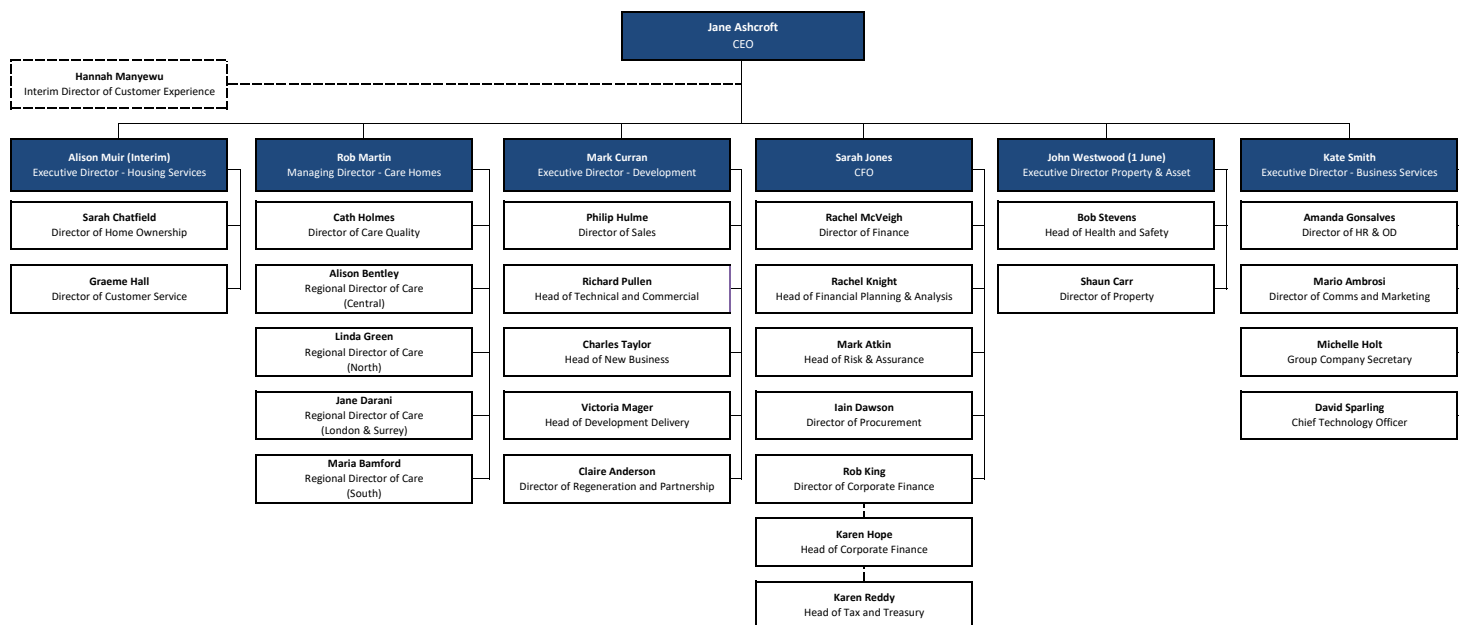 Jane Ashcroft
CEO
Hannah Manyewu
Interim Director of Customer Experience
Alison Muir (Interim)
Executive Director - Housing Services
Sarah Chatfield
Director of Home Ownership
Graeme Hall
Director of Customer Service
Rob Martin
Managing Director - Care Homes
Cath Holmes
Director of Care Quality
Alison Bentley
Regional Director of Care
(Central)
Linda Green
Regional Director of Care
(North)
Jane Darani
Regional Director of Care
(London & Surrey)
Maria Bamford
Regional Director of Care
(South)
Mark Curran
Executive Director - Development
Philip Hulme
Director of Sales
Richard Pullen
Head of Technical and Commercial
Charles Taylor
Head of New Business
Victoria Mager
Head of Development Delivery
Claire Anderson
Director of Regeneration and Partnership
Sarah Jones
CFO
Rachel McVeigh
Director of Finance
Rachel Knight
Head of Financial Planning & Analysis
Mark Atkin
Head of Risk & Assurance
Iain Dawson
Director of Procurement
Rob King
Director of Corporate Finance
Karen Hope
Head of Corporate Finance
Karen Reddy
Head of Tax and Treasury
John Westwood (1 June)
Executive Director Property & Asset
Bob Stevens
Head of Health and Safety
Shaun Carr
Director of Property
Kate Smith
Executive Director - Business Services
Amanda Gonsalves
Director of HR & OD
Mario Ambrosi
Director of Comms and Marketing
Michelle Holt
Group Company Secretary
David Sparling
Chief Technology Officer